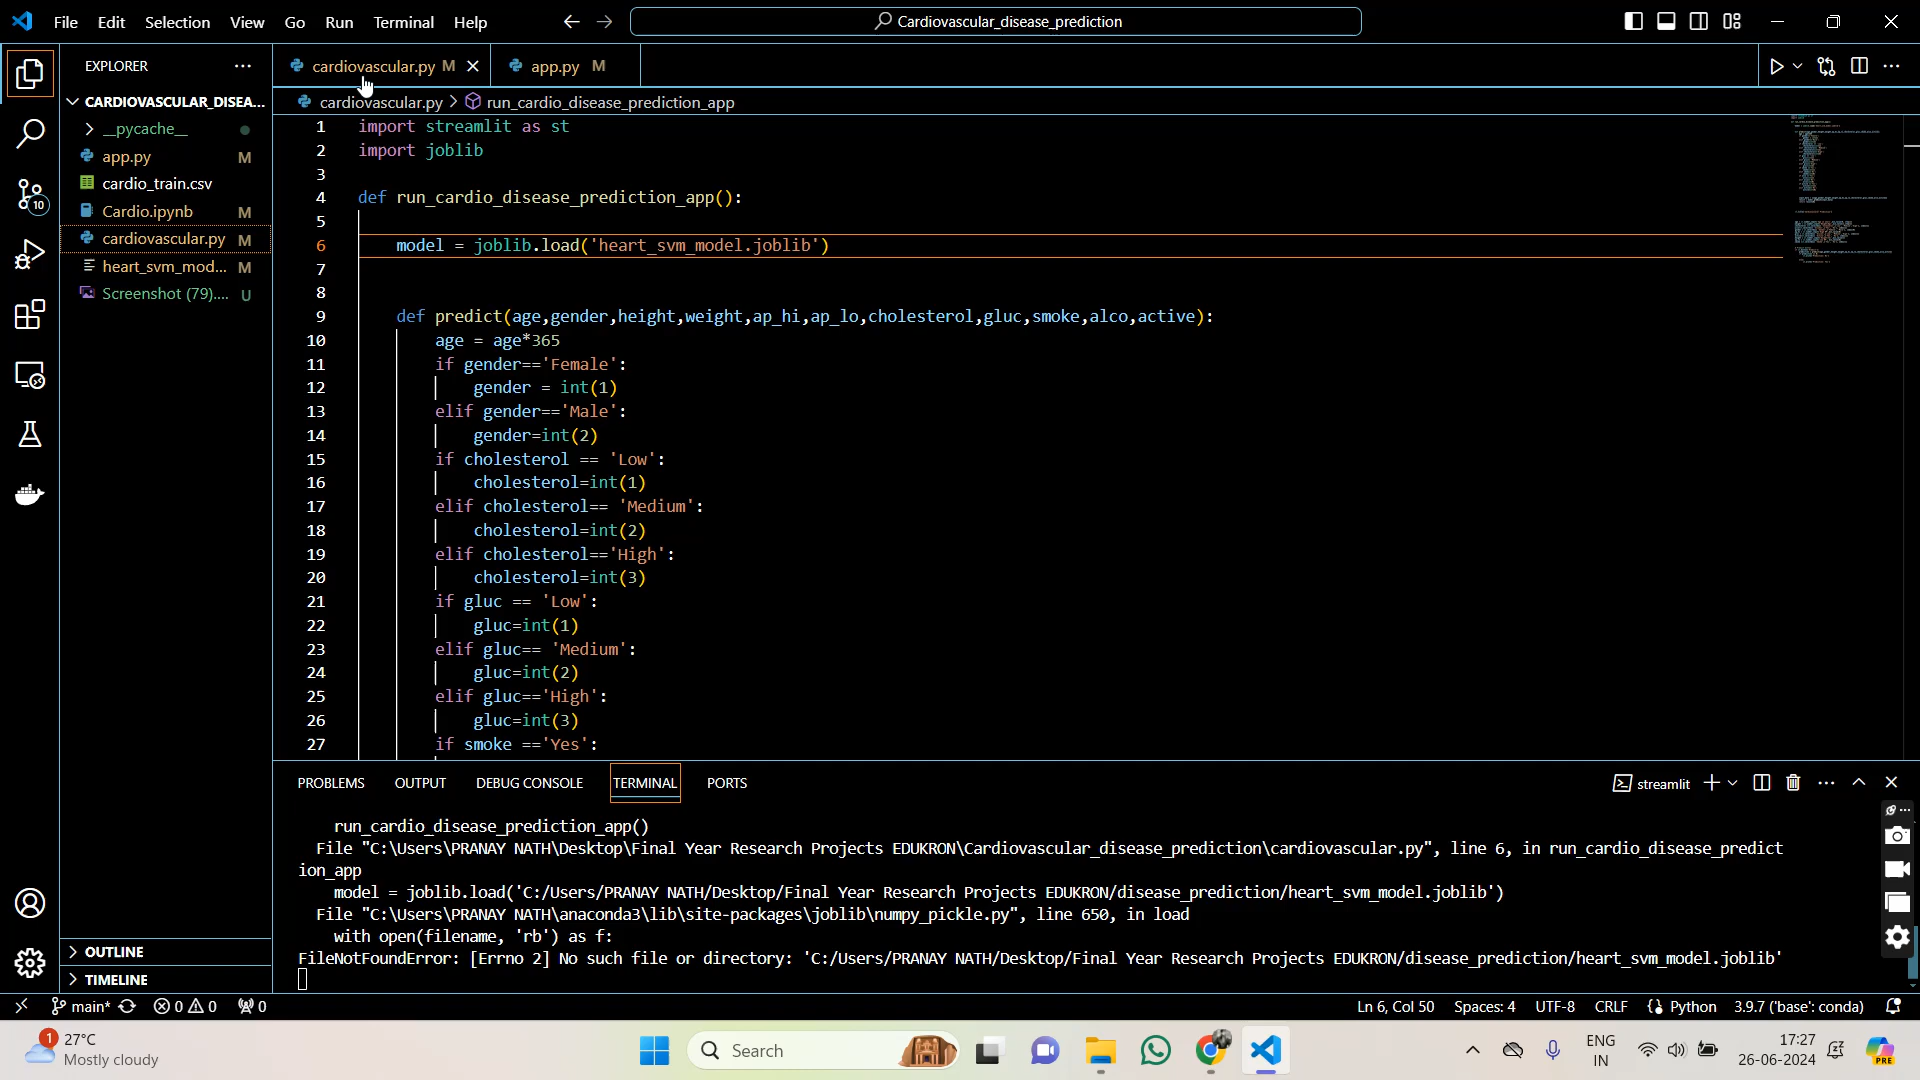 File Edit Selection View Go Run Terminal Help
Cardiovascular_disease_prediction
EXPLORER
CARDIOVASCULAR_DISEA...
__pycache__
app.py M
cardio_train.csv
Cardio.ipynb M
cardiovascular.py M
heart_svm_mod... M
Screenshot (79).... U
10
OUTLINE
TIMELINE
cardiovascular.py M
app.py M
cardiovascular.py > run_cardio_disease_prediction_app
1 import streamlit as st
2 import joblib
3
4 def run_cardio_disease_prediction_app():
5
6 model = joblib.load('heart_svm_model.joblib')
7
8
9 def predict(age,gender,height,weight,ap_hi,ap_lo,cholesterol,gluc,smoke,alco,active):
10 age = age*365
11 if gender=='Female':
12 gender = int(1)
13 elif gender=='Male':
14 gender=int(2)
15 if cholesterol == 'Low':
16 cholesterol=int(1)
17 elif cholesterol== 'Medium':
18 cholesterol=int(2)
19 elif cholesterol=='High':
20 cholesterol=int(3)
21 if gluc == 'Low':
22 gluc=int(1)
23 elif gluc== 'Medium':
24 gluc=int(2)
25 elif gluc=='High':
26 gluc=int(3)
27 if smoke =='Yes':
PROBLEMS OUTPUT DEBUG CONSOLE TERMINAL PORTS
streamlit
run_cardio_disease_prediction_app()
File "C:\Users\PRANAY NATH\Desktop\Final Year Research Projects EDUKRON\Cardiovascular_disease_prediction\cardiovascular.py", line 6, in run_cardio_disease_predict
ion_app
model = joblib.load('C:/Users/PRANAY NATH/Desktop/Final Year Research Projects EDUKRON/disease_prediction/heart_svm_model.joblib')
File "C:\Users\PRANAY NATH\anaconda3\lib\site-packages\joblib\numpy_pickle.py", line 650, in load
with open(filename, 'rb') as f:
FileNotFoundError: [Errno 2] No such file or directory: 'C:/Users/PRANAY NATH/Desktop/Final Year Research Projects EDUKRON/disease_prediction/heart_svm_model.joblib'
main* 0 0 0
Ln 6, Col 50 Spaces: 4 UTF-8 CRLF Python 3.9.7 ('base': conda)
1
27°C
Mostly cloudy
Search
ENG
IN
17:27
26-06-2024
PRE